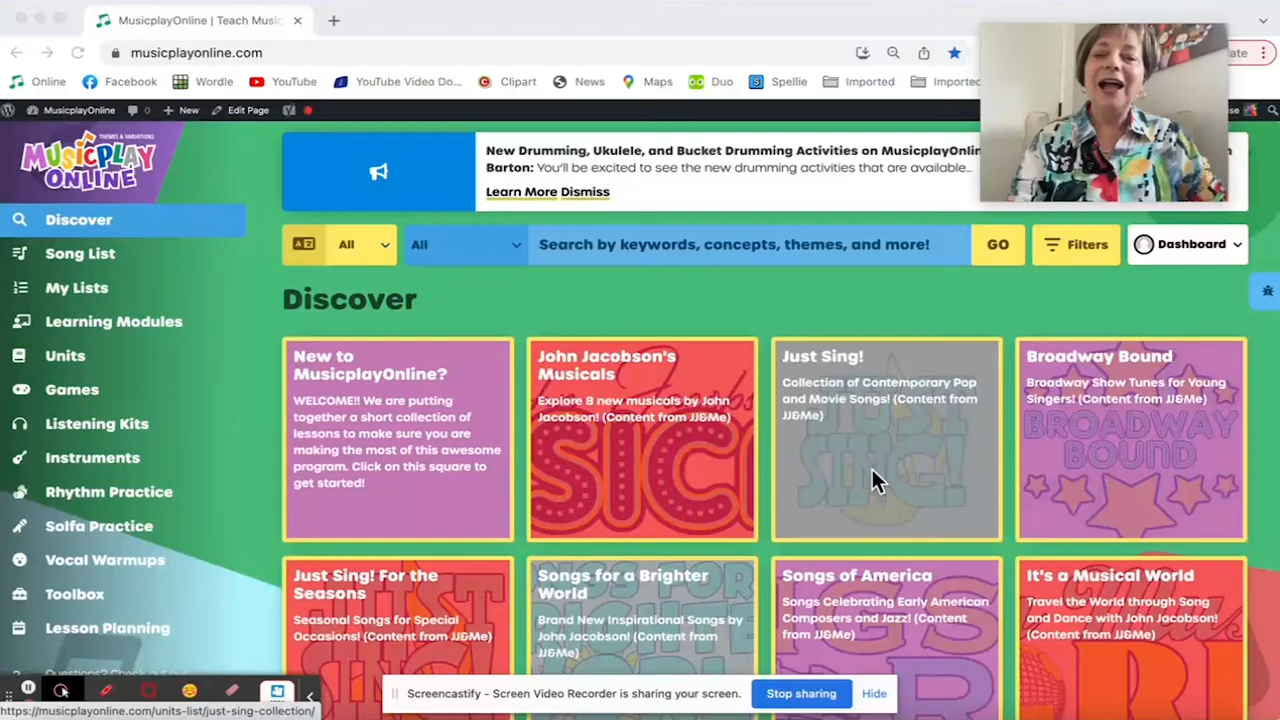 MusicplayOnline | Teach Music
musicplayonline.com
Online
Facebook
Wordle
YouTube
YouTube Video Do...
Clipart
News
Maps
Duo
Spellie
Imported
Imported
MusicplayOnline
0
New
Edit Page
THEMES & VARIATIONS
MUSICPLAY
ONLINE
New Drumming, Ukulele, and Bucket Drumming Activities on MusicplayOnlin
Barton: You'll be excited to see the new drumming activities that are available...
Learn More Dismiss
All
All
Search by keywords, concepts, themes, and more!
GO
Filters
Dashboard
Discover
Song List
My Lists
Learning Modules
Units
Games
Listening Kits
Instruments
Rhythm Practice
Solfa Practice
Vocal Warmups
Toolbox
Lesson Planning
Discover
New to
MusicplayOnline?
WELCOME!! We are putting
together a short collection of
lessons to make sure you are
making the most of this awesome
program. Click on this square to
get started!
John Jacobson's
Musicals
Explore 8 new musicals by John
Jacobson! (Content from JJ&Me)
Just Sing!
Collection of Contemporary Pop
and Movie Songs! (Content from
JJ&Me)
JUST
SING!
Broadway Bound
Broadway Show Tunes for Young
Singers! (Content from JJ&Me)
BROADWAY
BOUND
Just Sing! For the
Seasons
Seasonal Songs for Special
Occasions! (Content from JJ&Me)
Songs for a Brighter
World
Brand New Inspirational Songs by
John Jacobson! (Content from
JJ&Me)
Songs of America
Songs Celebrating Early American
Composers and Jazz! (Content
from JJ&Me)
It's a Musical World
Travel the World through Song
and Dance with John Jacobson!
(Content from JJ&Me)
Screencastify - Screen Video Recorder is sharing your screen.
Stop sharing
Hide
https://musicplayonline.com/units-list/just-sing-collection/